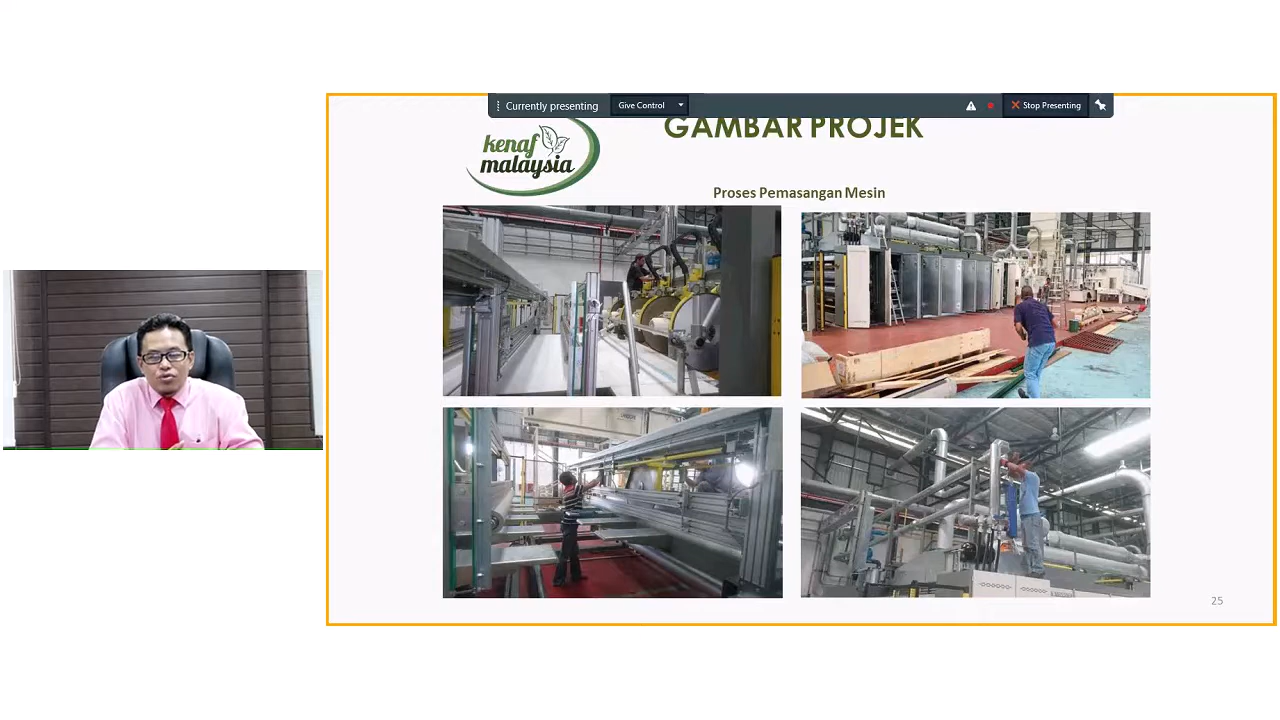 Currently presenting
Give Control
Stop Presenting
GAMBAR PROJEK
kenaf
malaysia
Proses Pemasangan Mesin
25